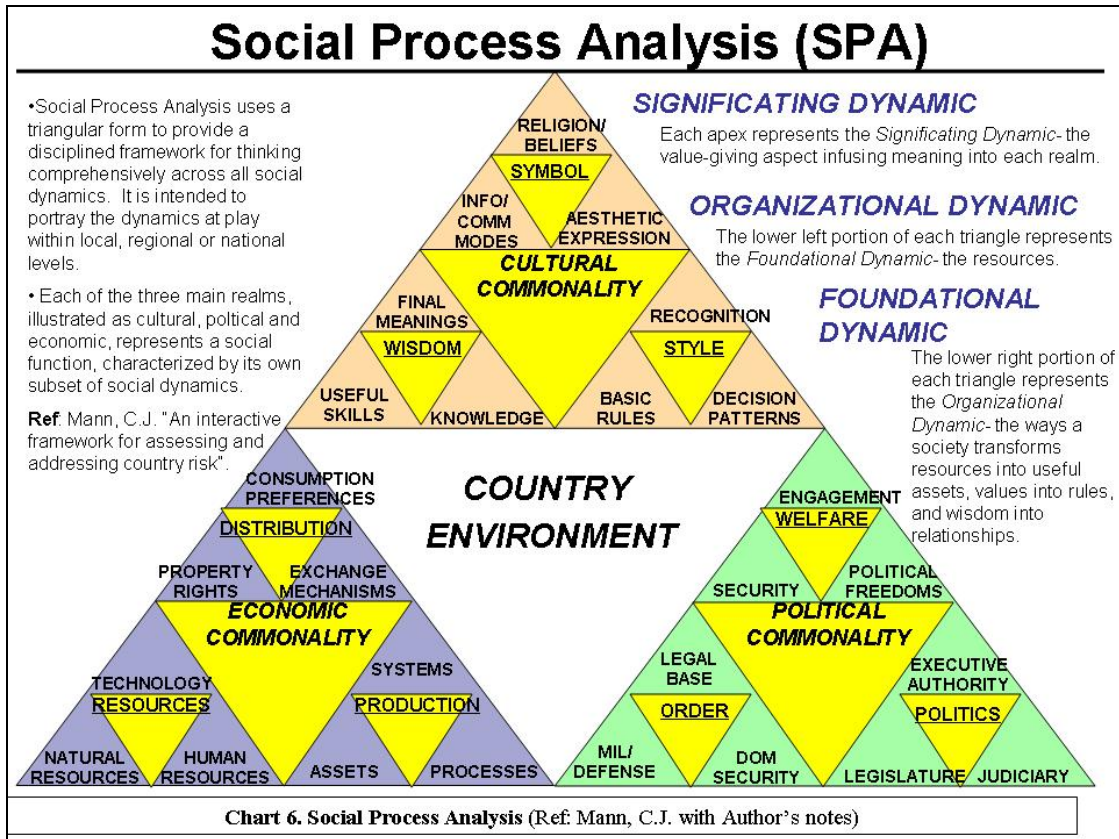 Social Process Analysis (SPA)
•Social Process Analysis uses a
triangular form to provide a
disciplined framework for thinking
comprehensively across all social
dynamics. It is intended to
portray the dynamics at play
within local, regional or national
levels.
• Each of the three main realms,
illustrated as cultural, poltical and
economic, represents a social
function, characterized by its own
subset of social dynamics.
Ref: Mann, C.J. "An interactive
framework for assessing and
addressing country risk".
SIGNIFICATING DYNAMIC
Each apex represents the Significating Dynamic- the
value-giving aspect infusing meaning into each realm.
ORGANIZATIONAL DYNAMIC
The lower left portion of each triangle represents
the Foundational Dynamic- the resources.
FOUNDATIONAL
DYNAMIC
The lower right portion of
each triangle represents
the Organizational
Dynamic- the ways a
society transforms
resources into useful
assets, values into rules,
and wisdom into
relationships.
RELIGION/
BELIEFS
SYMBOL
INFO/
COMM
MODES
AESTHETIC
EXPRESSION
CULTURAL
COMMONALITY
FINAL
MEANINGS
WISDOM
USEFUL
SKILLS
KNOWLEDGE
RECOGNITION
STYLE
BASIC
RULES
DECISION
PATTERNS
COUNTRY
ENVIRONMENT
CONSUMPTION
PREFERENCES
DISTRIBUTION
PROPERTY
RIGHTS
EXCHANGE
MECHANISMS
ECONOMIC
COMMONALITY
TECHNOLOGY
RESOURCES
NATURAL
RESOURCES
HUMAN
RESOURCES
SYSTEMS
PRODUCTION
ASSETS
PROCESSES
ENGAGEMENT
WELFARE
SECURITY
POLITICAL
FREEDOMS
POLITICAL
COMMONALITY
LEGAL
BASE
ORDER
MIL/
DEFENSE
DOM
SECURITY
EXECUTIVE
AUTHORITY
POLITICS
LEGISLATURE
JUDICIARY
Chart 6. Social Process Analysis (Ref: Mann, C.J. with Author's notes)